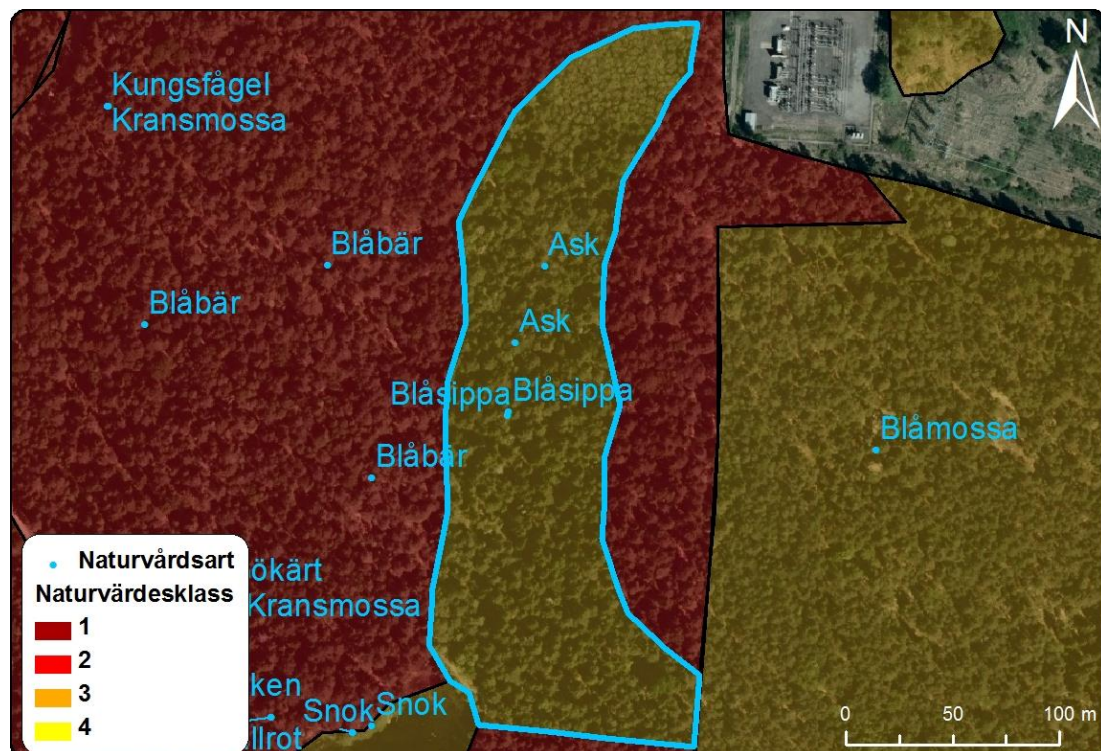 N
Kungsfågel
Kransmossa
Blåbär
Ask
Blåbär
Ask
Blåsippa
Blåsippa
Blåmossa
Blåbär
Naturvårdsart
Naturvärdesklass
1
2
3
4
Kransmossa
Snok
Snok
0 50 100 m